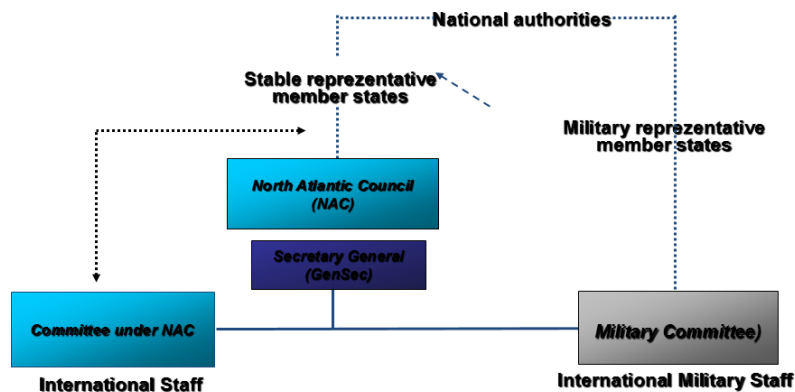 National authorities
Stable reprezentative
member states
Military reprezentative
member states
North Atlantic Council
(NAC)
Secretary General
(GenSec)
Committee under NAC
Military Committee)
International Staff
International Military Staff